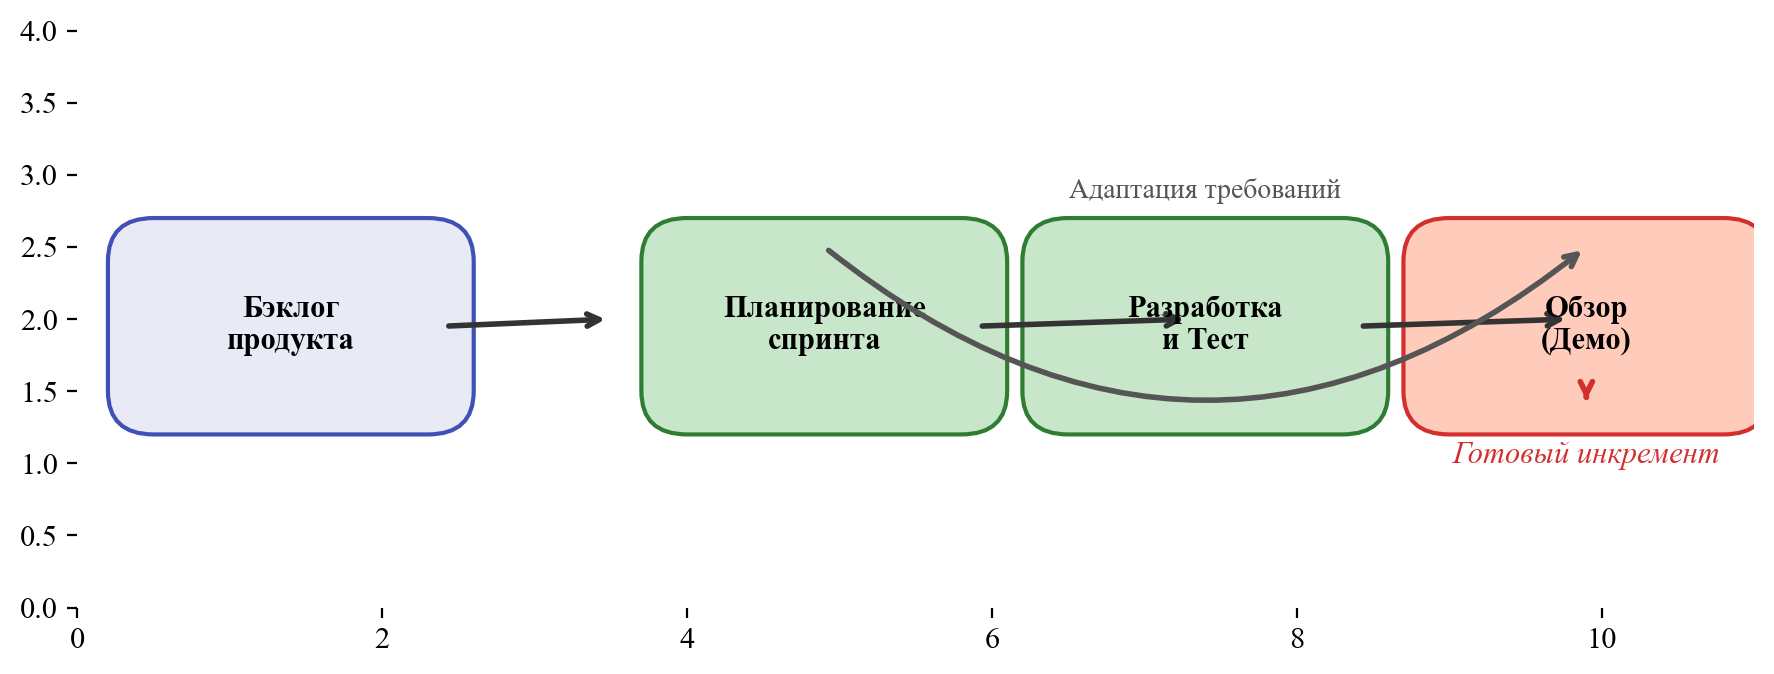 4.0
3.5
3.0
2.5
2.0
1.5
1.0
0.5
0.0
Адаптация требований
Бэклог
продукта
Планирование
спринта
Разработка
и Тест
Обзор
(Демо)
Готовый инкремент
0
2
4
6
8
10